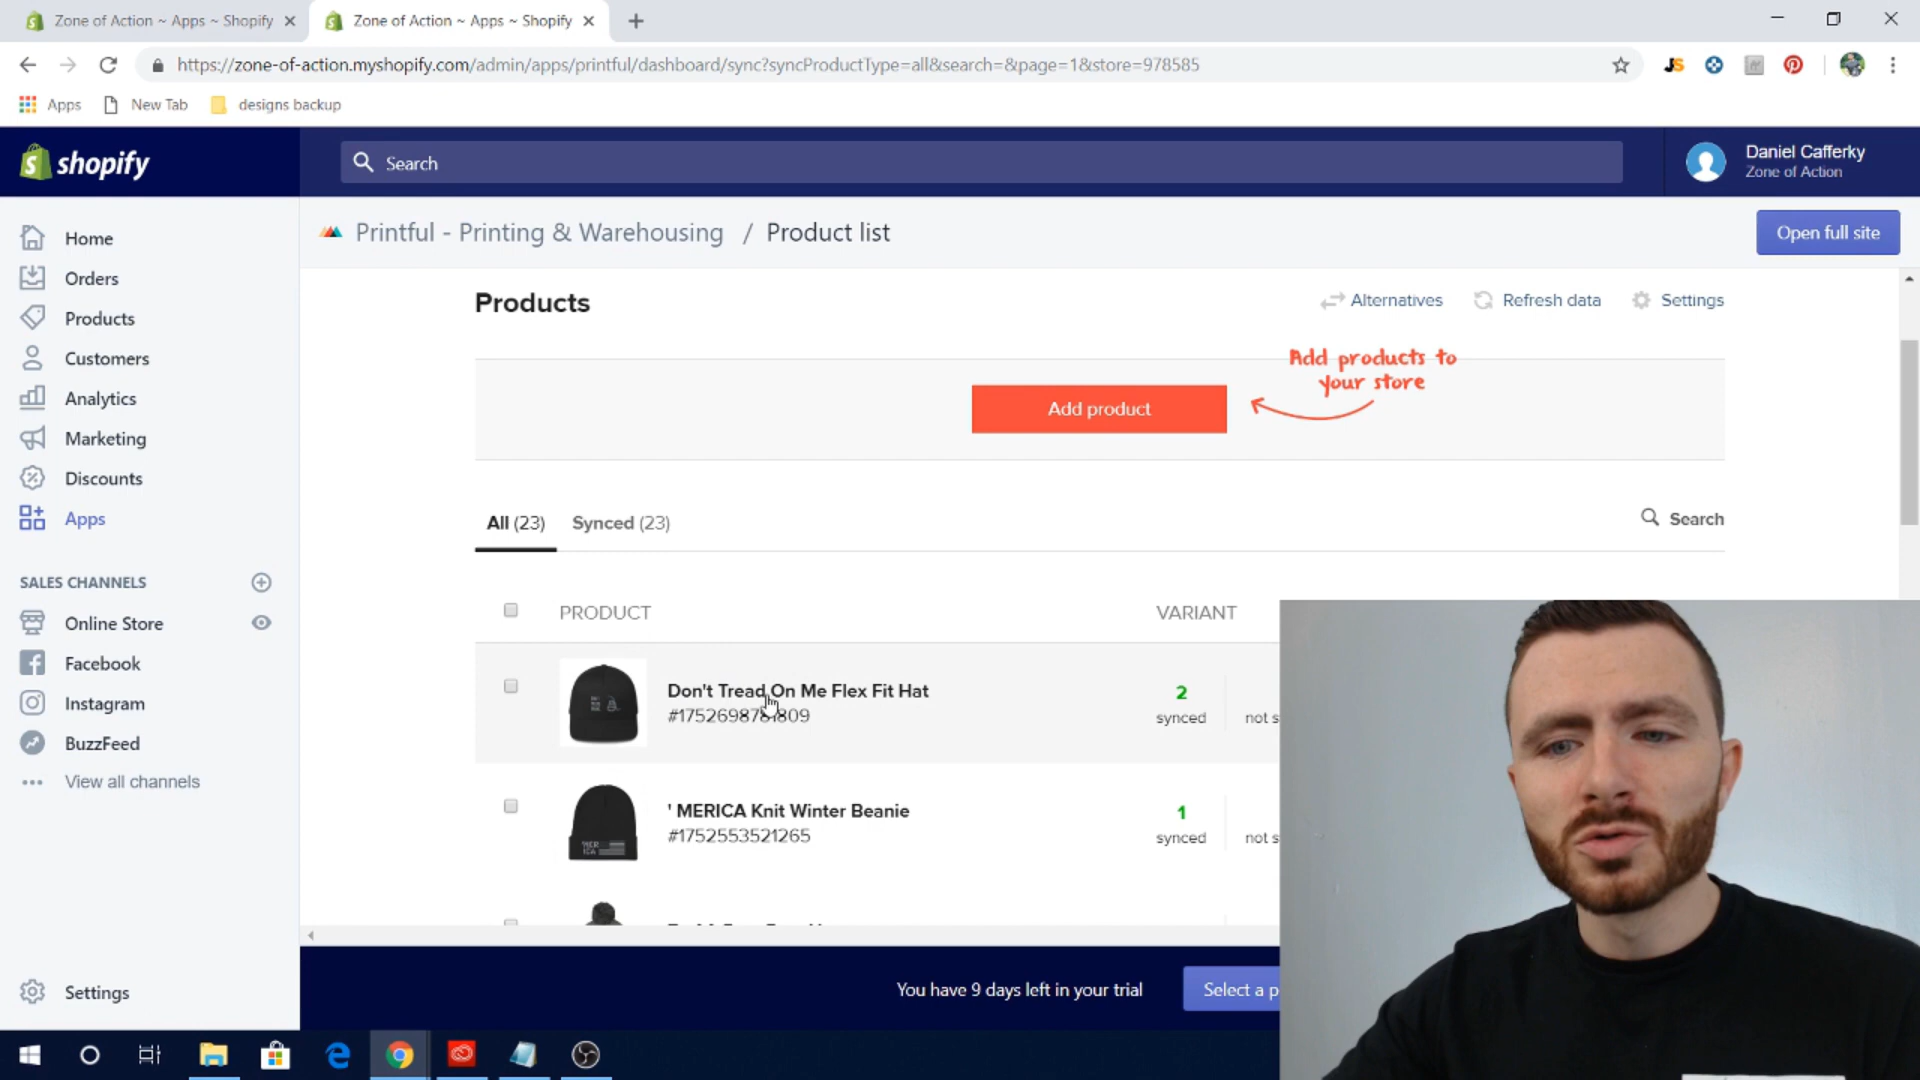 Zone of Action ~ Apps ~ Shopify
Zone of Action ~ Apps ~ Shopify
https://zone-of-action.myshopify.com/admin/apps/printful/dashboard/sync?syncProductType=all&search=&page=1&store=978585
JS
Apps
New Tab
designs backup
shopify
Search
Daniel Cafferky
Zone of Action
Printful - Printing & Warehousing / Product list
Open full site
Home
Orders
Products
Customers
Analytics
Marketing
Discounts
Apps
SALES CHANNELS
Online Store
Facebook
Instagram
BuzzFeed
View all channels
Settings
Products
Alternatives
Refresh data
Settings
Add product
Add products to
your store
All (23)
Synced (23)
Search
PRODUCT
VARIANT
Don't Tread On Me Flex Fit Hat
2
synced
not s
' MERICA Knit Winter Beanie
#1752553521265
1
synced
not s
You have 9 days left in your trial
Select a p